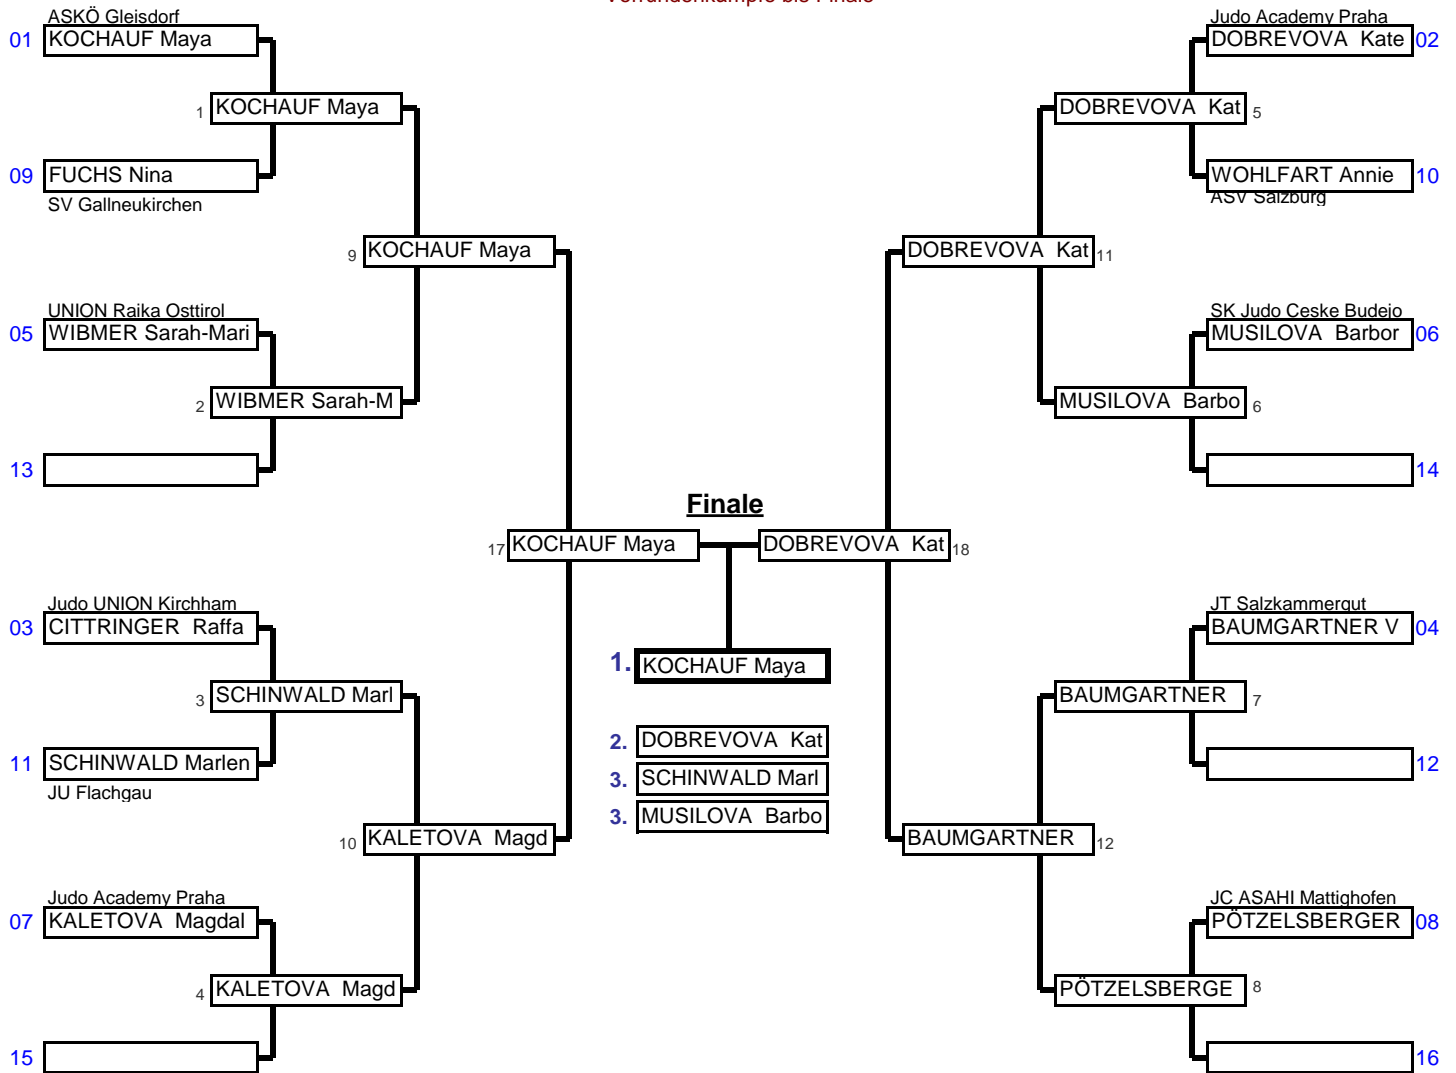 Vorrundenkämpfe bis Finale
ASKÖ Gleisdorf
01 KOCHAUF Maya
1 KOCHAUF Maya
09 FUCHS Nina
SV Gallneukirchen
9 KOCHAUF Maya
UNION Raika Osttirol
05 WIBMER Sarah-Mari
2 WIBMER Sarah-M
13
17 KOCHAUF Maya
Judo UNION Kirchham
03 CITTRINGER Raffa
3 SCHINWALD Marl
11 SCHINWALD Marlen
JU Flachgau
10 KALETOVA Magd
Judo Academy Praha
07 KALETOVA Magdal
4 KALETOVA Magd
15
Finale
1. KOCHAUF Maya
2. DOBREVOVA Kat
3. SCHINWALD Marl
3. MUSILOVA Barbo
Judo Academy Praha
DOBREVOVA Kate 02
DOBREVOVA Kat 5
WOHLFART Annie 10
ASV Salzburg
DOBREVOVA Kat 11
SK Judo Ceske Budejo
MUSILOVA Barbor 06
MUSILOVA Barbo 6
14
DOBREVOVA Kat 18
JT Salzkammergut
BAUMGARTNER V 04
BAUMGARTNER 7
12
BAUMGARTNER 12
JC ASAHI Mattighofen
PÖTZELSBERGER 08
PÖTZELSBERGE 8
16